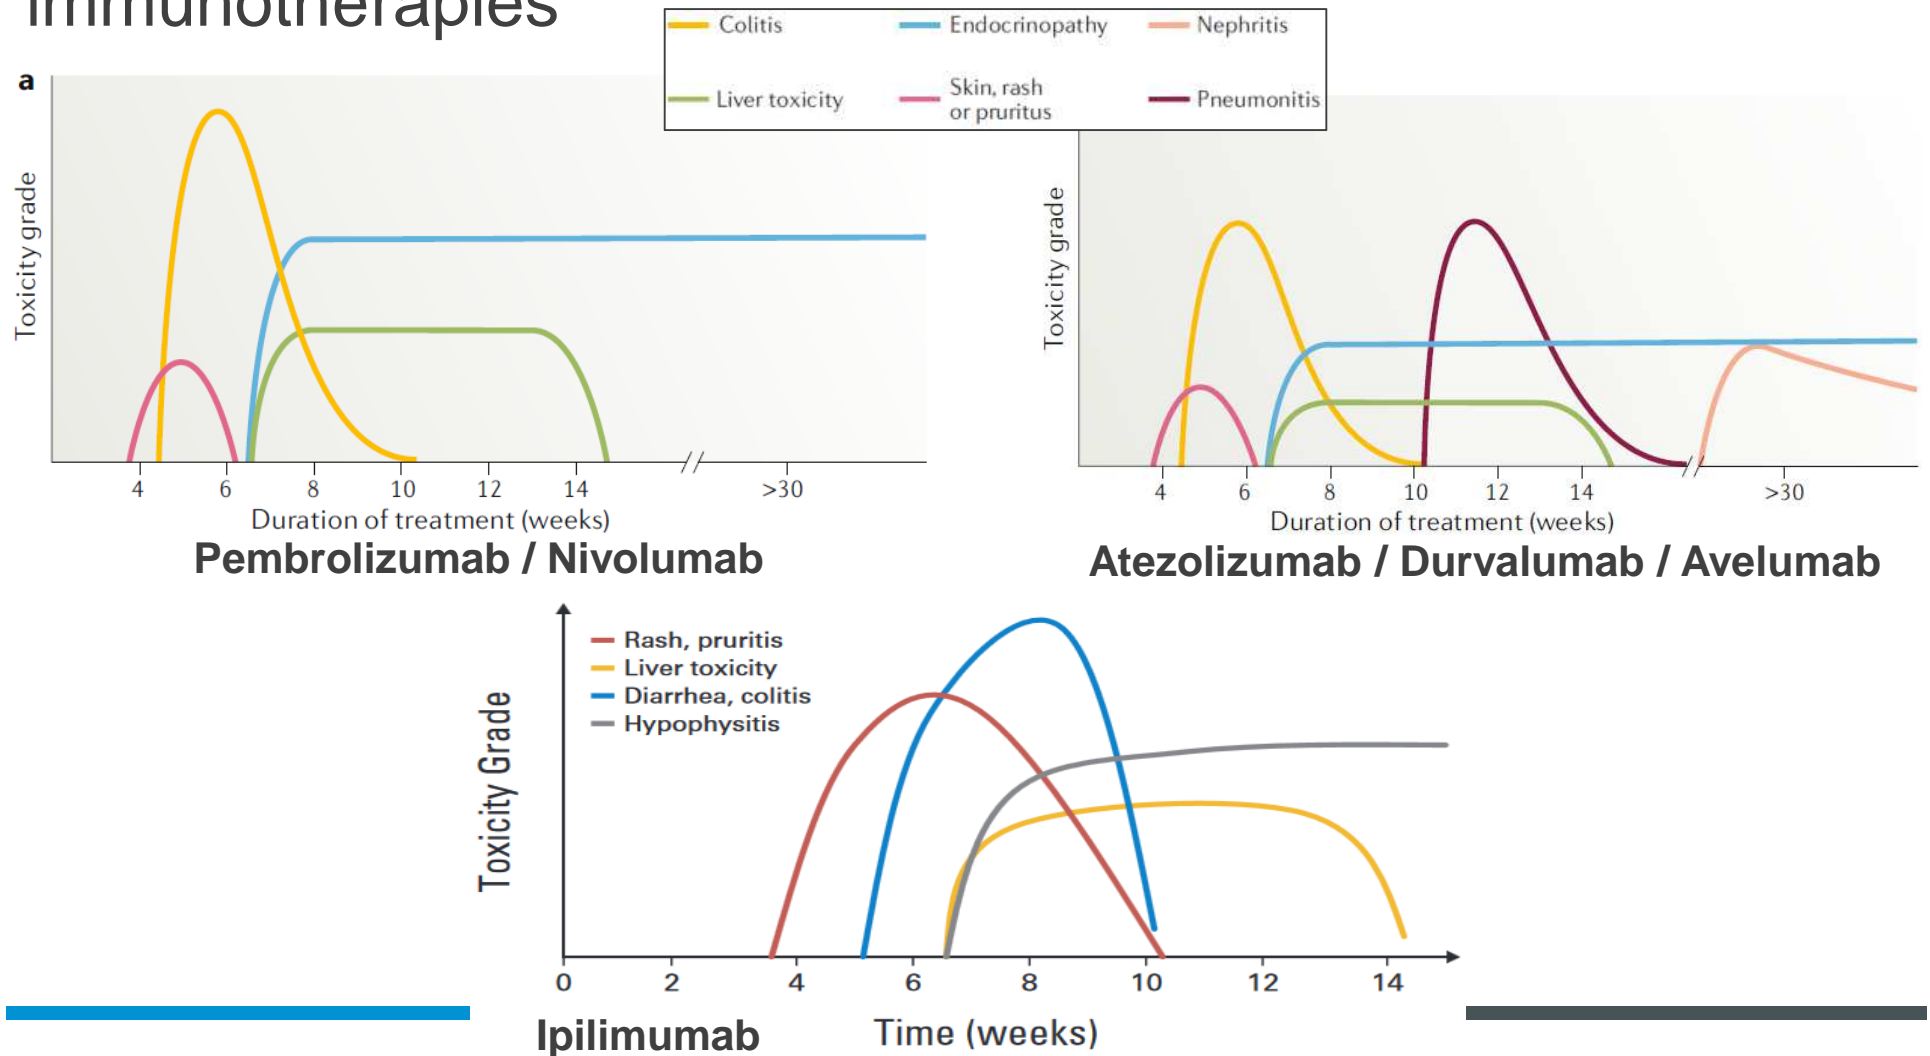 immunotherapies
Colitis
Endocrinopathy
Nephritis
Liver toxicity
Skin, rash
or pruritus
Pneumonitis
a
Toxicity grade
4 6 8 10 12 14 >30
Duration of treatment (weeks)
Pembrolizumab / Nivolumab
Toxicity grade
4 6 8 10 12 14 >30
Duration of treatment (weeks)
Atezolizumab / Durvalumab / Avelumab
Rash, pruritis
Liver toxicity
Diarrhea, colitis
Hypophysitis
Toxicity Grade
0 2 4 6 8 10 12 14
Time (weeks)
Ipilimumab